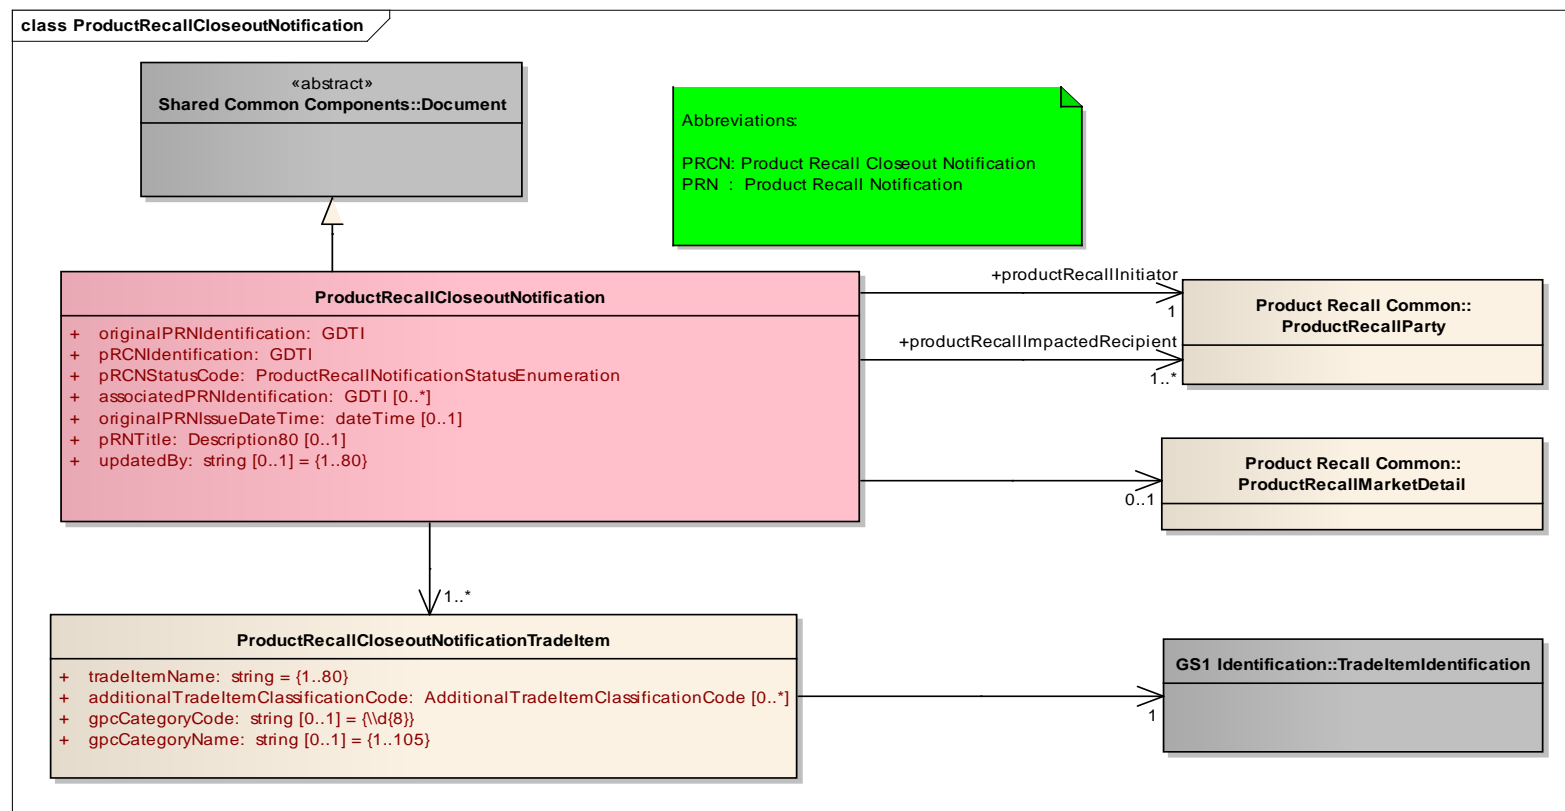 class ProductRecallCloseoutNotification
«abstract»
Shared Common Components::Document
Abbreviations:
PRCN: Product Recall Closeout Notification
PRN : Product Recall Notification
ProductRecallCloseoutNotification
+ originalPRNIdentification: GDTI
+ pRCNIdentification: GDTI
+ pRCNStatusCode: ProductRecallNotificationStatusEnumeration
+ associatedPRNIdentification: GDTI [0..*]
+ originalPRNIssueDateTime: dateTime [0..1]
+ pRNTitle: Description80 [0..1]
+ updatedBy: string [0..1] = {1..80}
+productRecallInitiator
1
+productRecallImpactedRecipient
1..*
Product Recall Common::
ProductRecallParty
0..1
Product Recall Common::
ProductRecallMarketDetail
1..*
ProductRecallCloseoutNotificationTradeItem
+ tradeItemName: string = {1..80}
+ additionalTradeItemClassificationCode: AdditionalTradeItemClassificationCode [0..*]
+ gpcCategoryCode: string [0..1] = {\\d{8}}
+ gpcCategoryName: string [0..1] = {1..105}
1
GS1 Identification::TradeItemIdentification